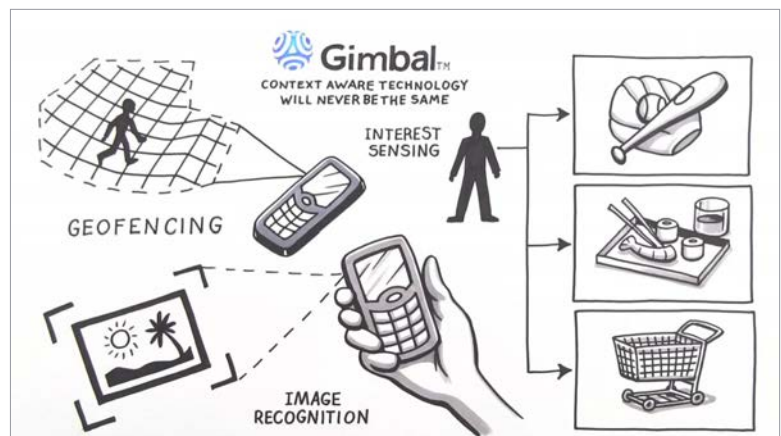 Gimbal™
CONTEXT AWARE TECHNOLOGY
WILL NEVER BE THE SAME
INTEREST
SENSING
GEOFENCING
IMAGE
RECOGNITION